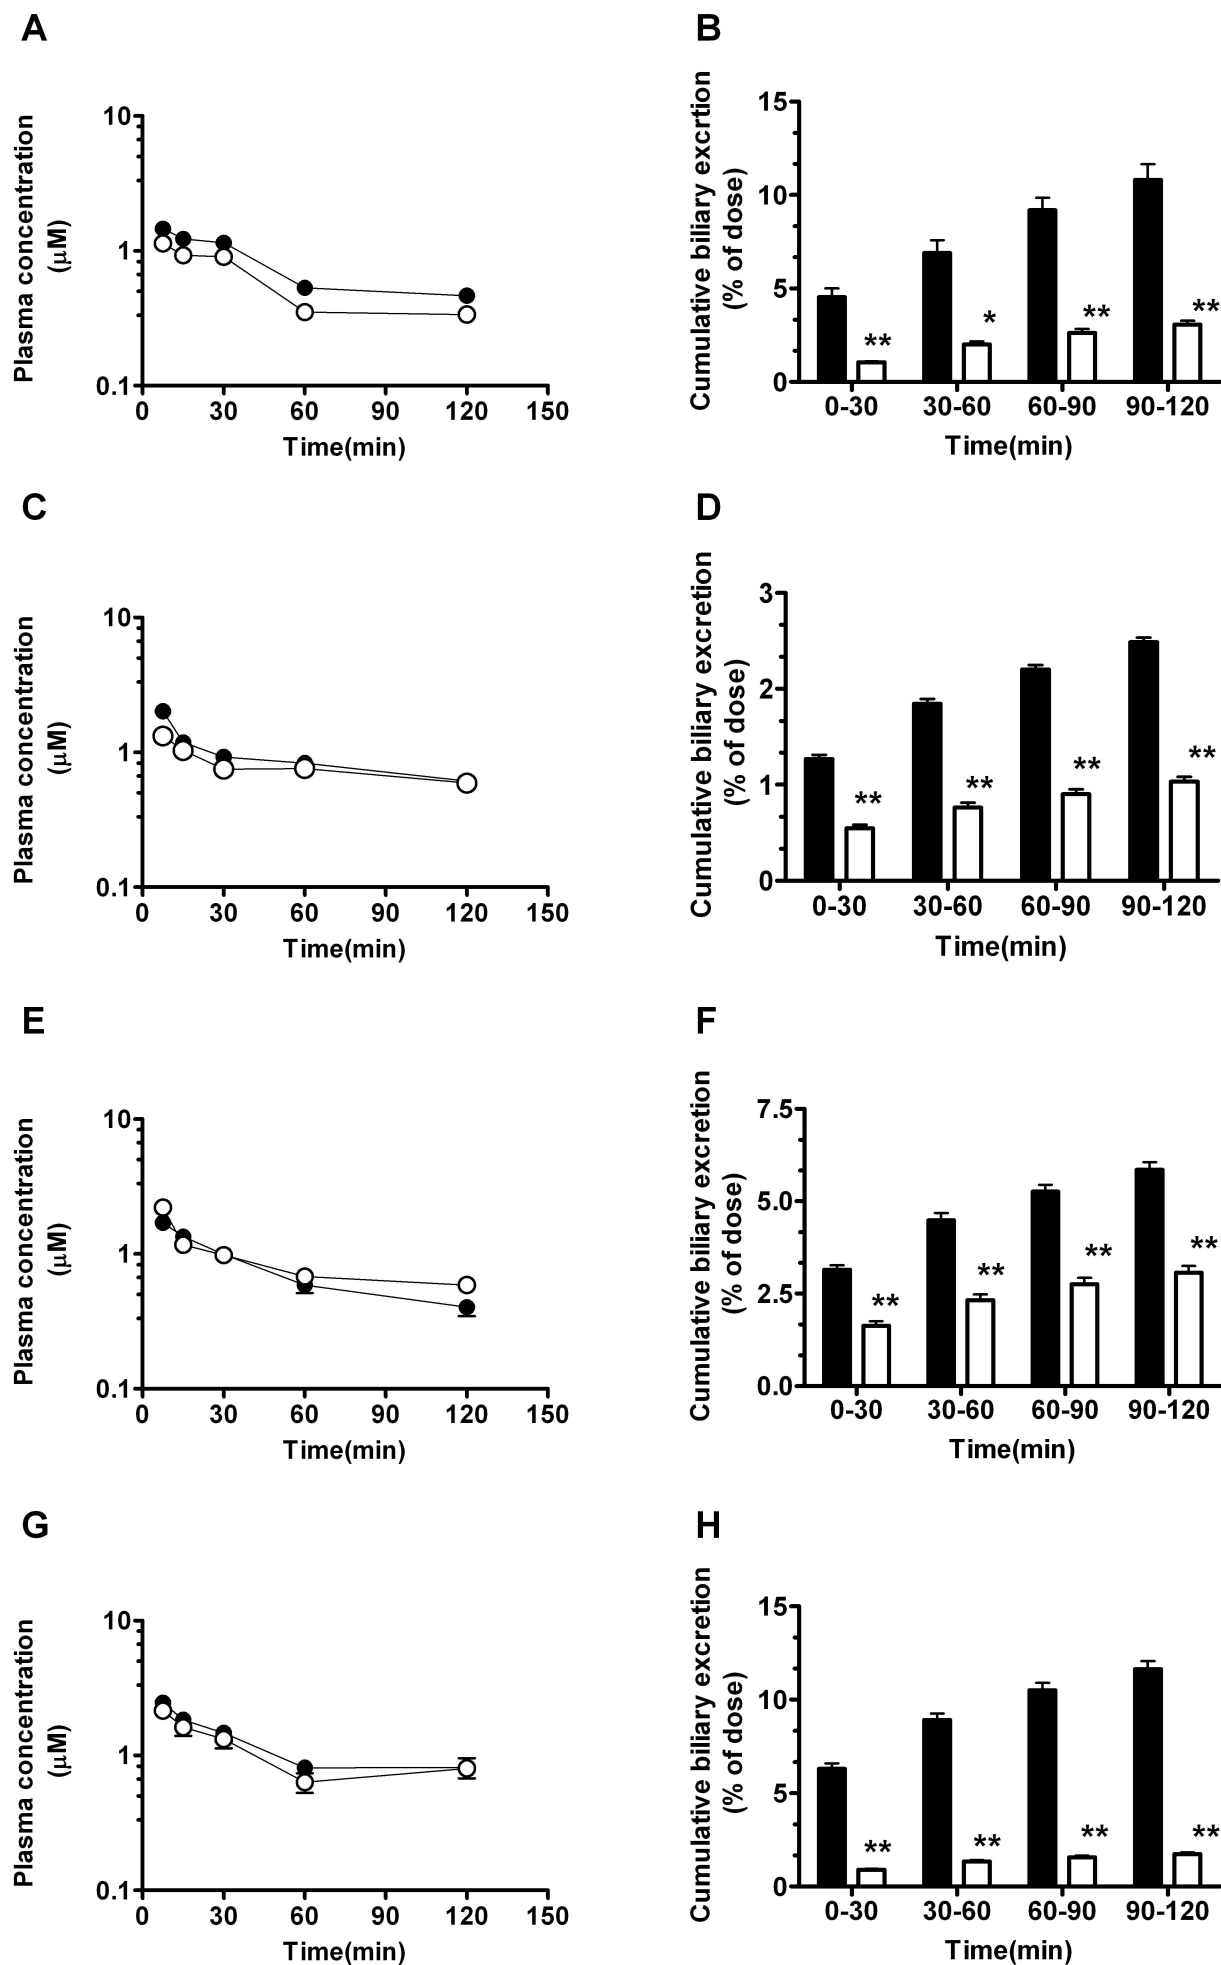 A
Plasma concentration
(µM)
10
1
0.1
0 30 60 90 120 150
Time(min)
B
Cumulative biliary excrtion
(% of dose)
15
10
5
0
** * ** **
0-30 30-60 60-90 90-120
Time(min)
C
Plasma concentration
(µM)
10
1
0.1
0 30 60 90 120 150
Time(min)
D
Cumulative biliary excretion
(% of dose)
3
2
1
0
** ** ** **
0-30 30-60 60-90 90-120
Time(min)
E
Plasma concentration
(µM)
10
1
0.1
0 30 60 90 120 150
Time(min)
F
Cumulative biliary excretion
(% of dose)
7.5
5.0
2.5
0.0
** ** ** **
0-30 30-60 60-90 90-120
Time(min)
G
Plasma concentration
(µM)
10
1
0.1
0 30 60 90 120 150
Time(min)
H
Cumulative biliary excretion
(% of dose)
15
10
5
0
** ** ** **
0-30 30-60 60-90 90-120
Time(min)